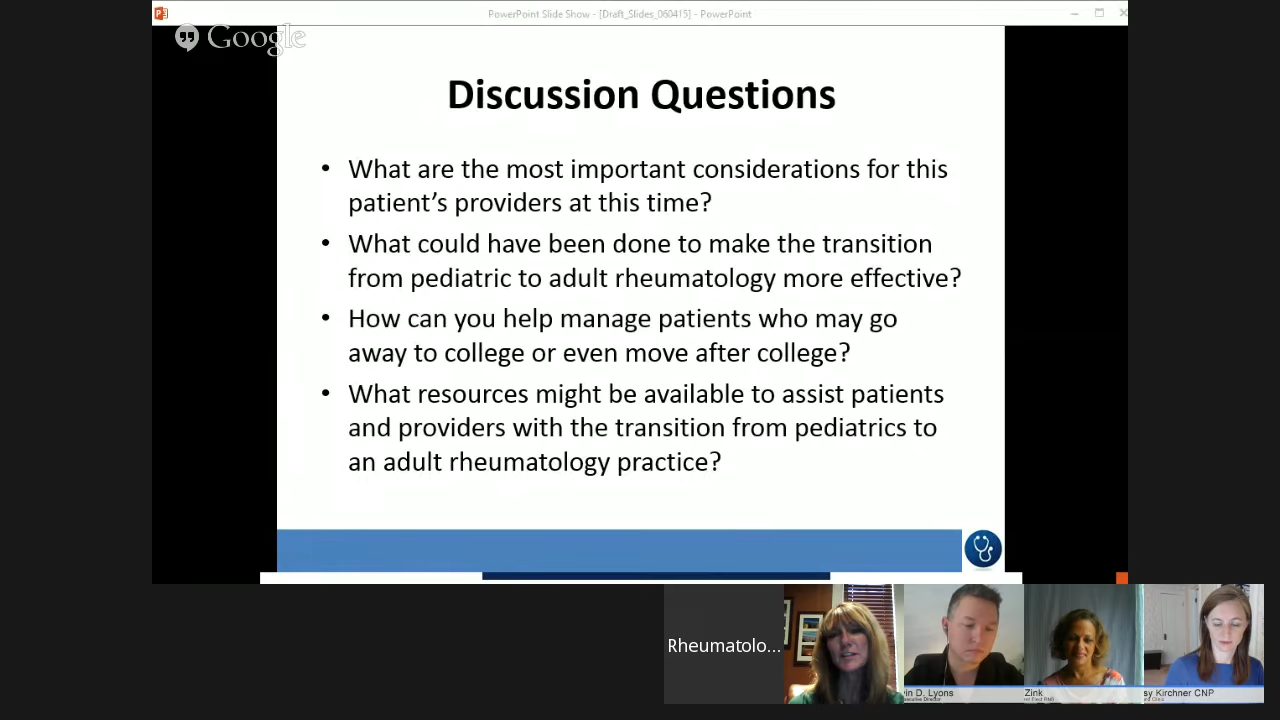 PowerPoint Slide Show - [Draft_Slides_060415] - PowerPoint
Google
Discussion Questions
• What are the most important considerations for this
patient’s providers at this time?
• What could have been done to make the transition
from pediatric to adult rheumatology more effective?
• How can you help manage patients who may go
away to college or even move after college?
• What resources might be available to assist patients
and providers with the transition from pediatrics to
an adult rheumatology practice?
Rheumatolo...
in D. Lyons
Zink
sy Kirchner CNP